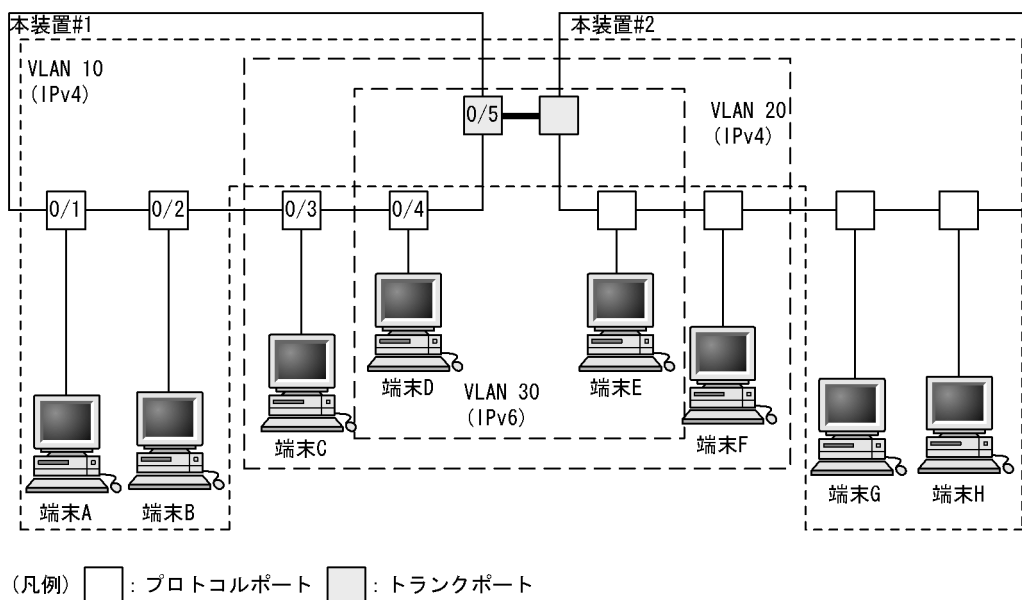 本装置#1
本装置#2
VLAN 10
(IPv4)
VLAN 20
(IPv4)
0/5
0/1
0/2
0/3
0/4
端末D
VLAN 30
(IPv6)
端末E
端末C
端末F
端末A
端末B
端末G
端末H
(凡例)
: プロトコルポート
: トランクポート